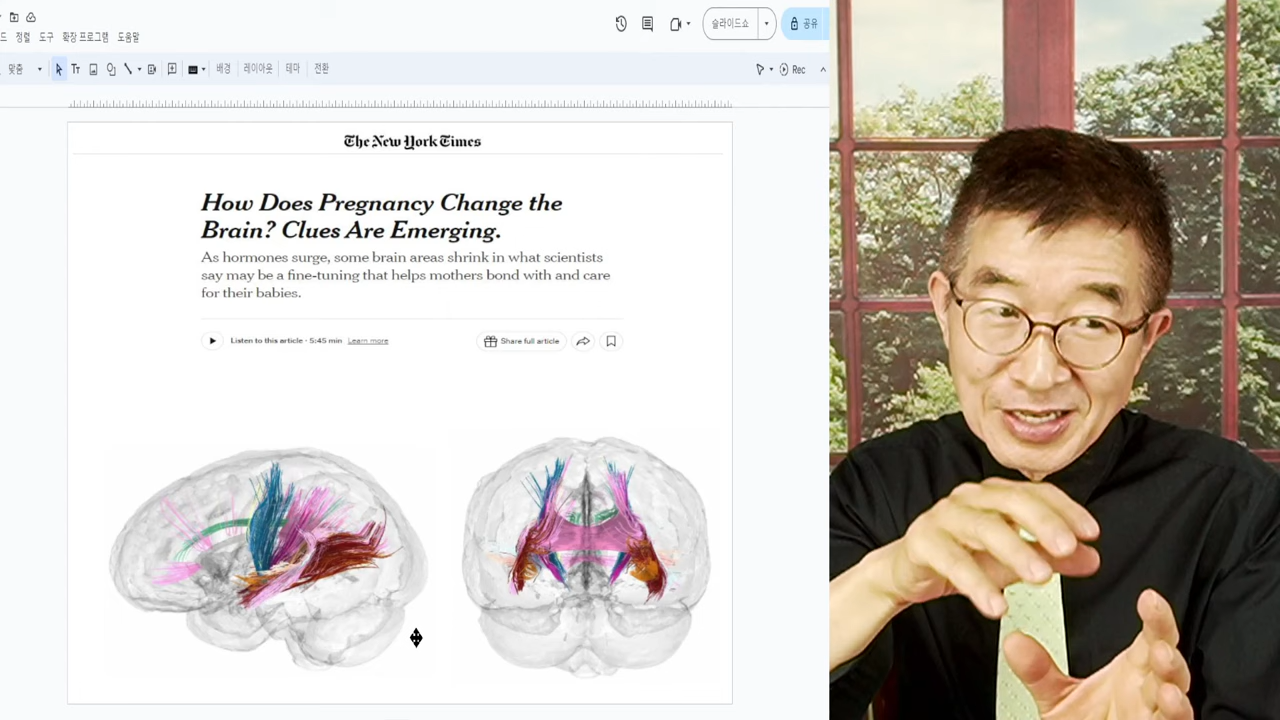 드 정렬 도구 확장 프로그램 도움말
슬라이드쇼
공유
맞춤
Tт
배경 레이아웃 테마 전환
Rec
The New York Times
How Does Pregnancy Change the
Brain? Clues Are Emerging.
As hormones surge, some brain areas shrink in what scientists
say may be a fine-tuning that helps mothers bond with and care
for their babies.
Listen to this article · 5:45 min Learn more
Share full article